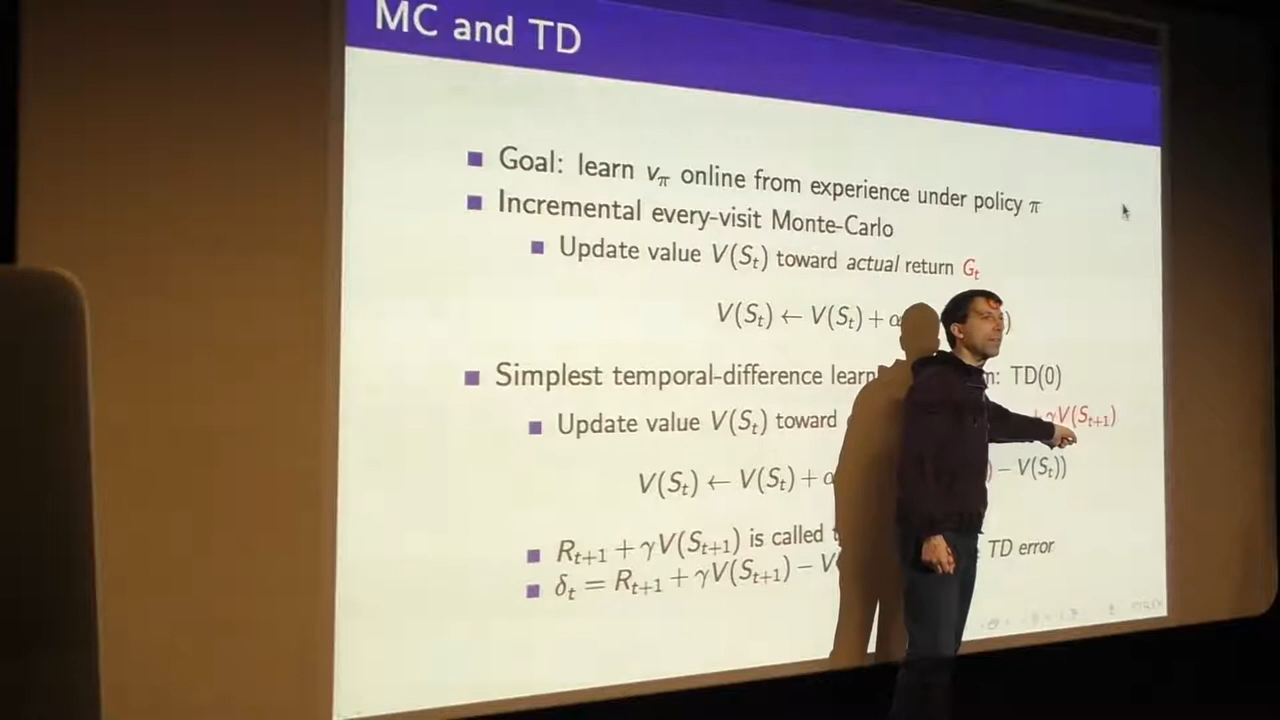 MC and TD
Goal: learn vπ online from experience under policy π
Incremental every-visit Monte-Carlo
Update value V(Sₜ) toward actual return Gₜ
V(Sₜ) ← V(Sₜ) + α )
Simplest temporal-difference learn : TD(0)
Update value V(Sₜ) toward + γV(Sₜ₊₁)
V(Sₜ) ← V(Sₜ) + α ) − V(Sₜ))
Rₜ₊₁ + γV(Sₜ₊₁) is called
δₜ = Rₜ₊₁ + γV(Sₜ₊₁) − V TD error